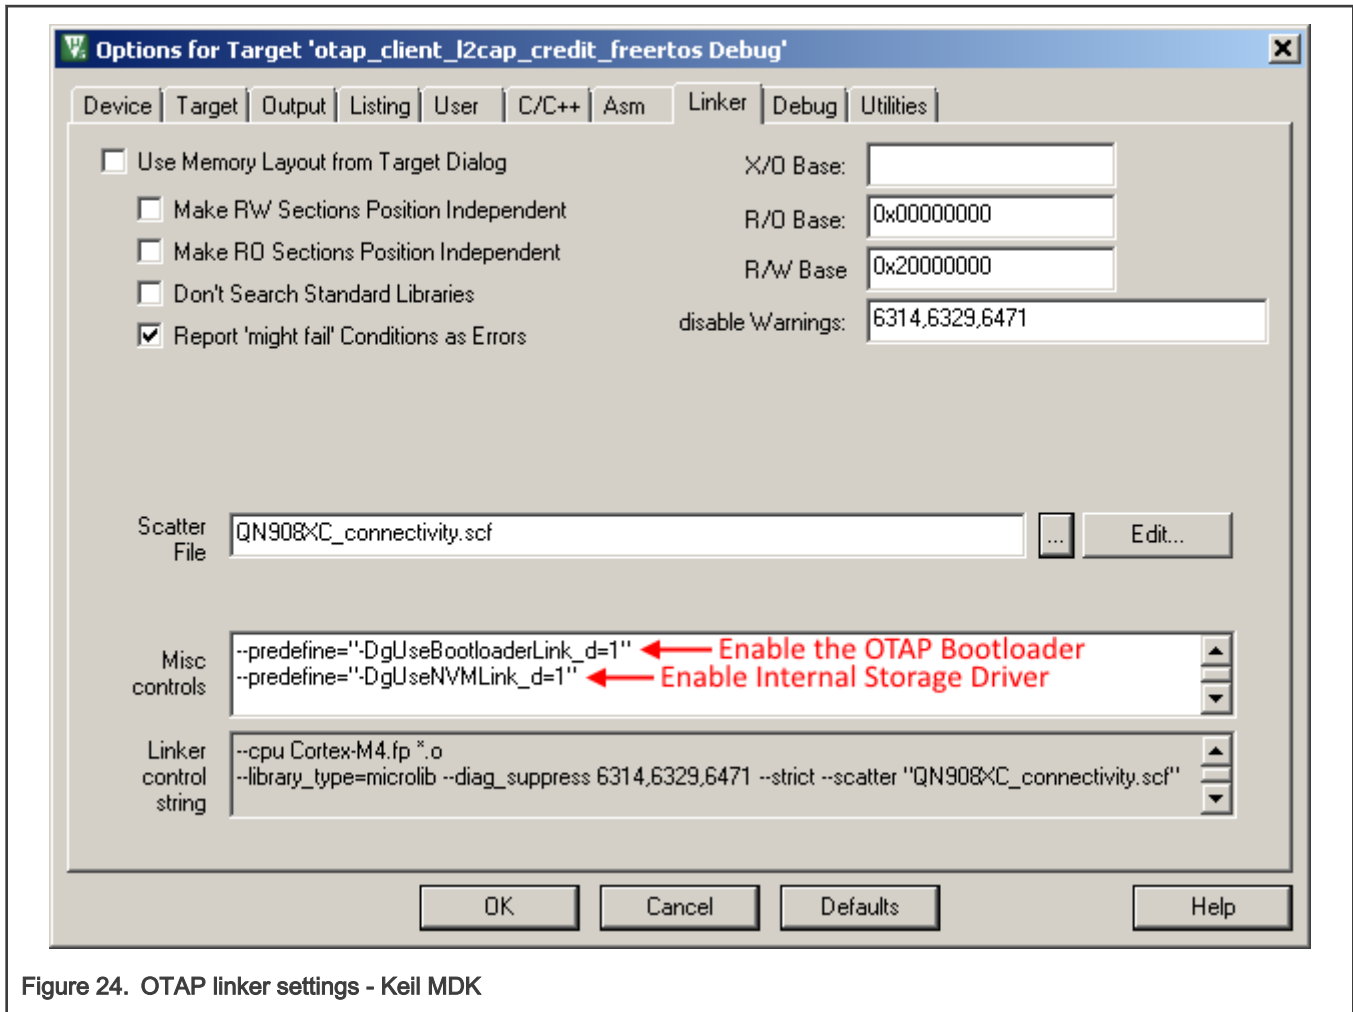 Options for Target 'otap_client_l2cap_credit_freertos Debug'
Device Target Output Listing User C/C++ Asm Linker Debug Utilities
Use Memory Layout from Target Dialog
Make RW Sections Position Independent
Make RO Sections Position Independent
Don't Search Standard Libraries
Report 'might fail' Conditions as Errors
X/O Base:
R/O Base: 0x00000000
R/W Base 0x20000000
disable Warnings: 6314,6329,6471
Scatter File QN908XC_connectivity.scf ... Edit...
Misc controls
--predefine="-DgUseBootloaderLink_d=1" Enable the OTAP Bootloader
--predefine="-DgUseNVMLink_d=1" Enable Internal Storage Driver
Linker control string
--cpu Cortex-M4.fp *.o
--library_type=microlib --diag_suppress 6314,6329,6471 --strict --scatter "QN908XC_connectivity.scf"
OK Cancel Defaults Help
Figure 24. OTAP linker settings - Keil MDK